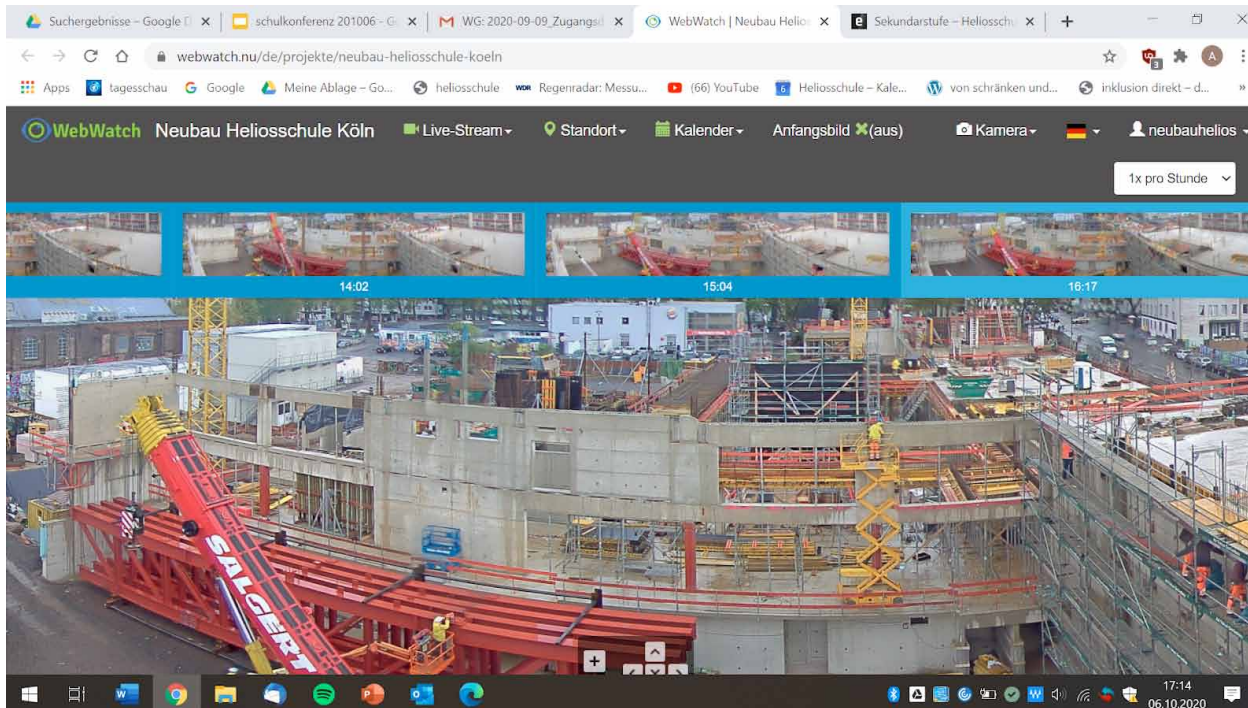 Suchergebnisse – Google D
schulkonferenz 201006 - G
WG: 2020-09-09_Zugangsd
WebWatch | Neubau Helios
Sekundarstufe – Heliosschu
webwatch.nu/de/projekte/neubau-heliosschule-koeln
3
A
Apps
tagesschau
Google
Meine Ablage – Go...
heliosschule
WDR Regenradar: Messu...
(66) YouTube
6 Heliosschule – Kale...
von schränken und...
inklusion direkt – d...
»
WebWatch
Neubau Heliosschule Köln
Live-Stream
Standort
Kalender
Anfangsbild ✖(aus)
Kamera
neubauhelios
1x pro Stunde
14:02
15:04
16:17
SALGERT
+
17:14
06.10.2020